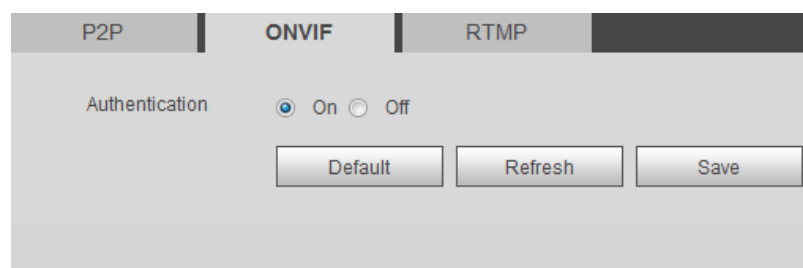 P2P ONVIF RTMP
Authentication On Off
Default Refresh Save